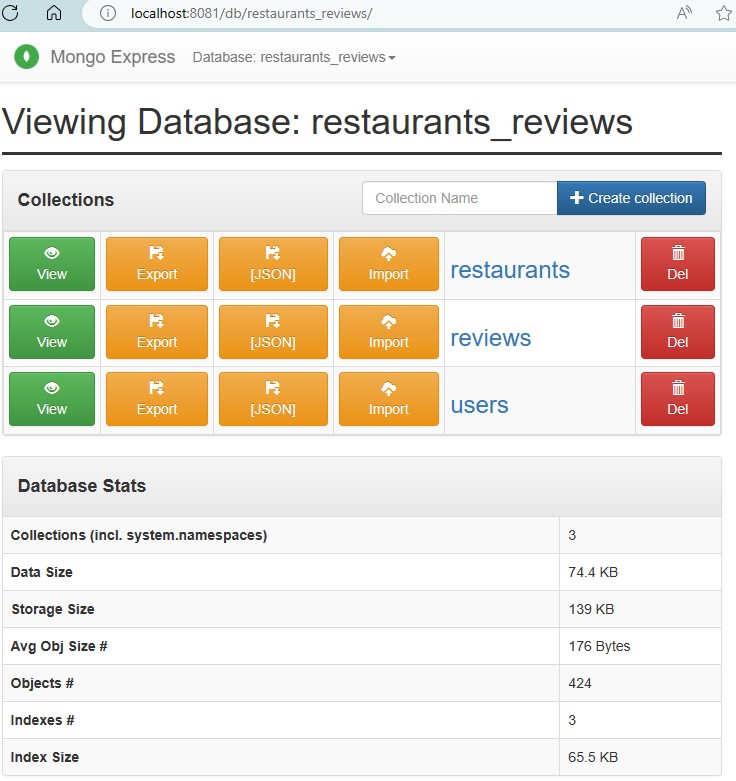 localhost:8081/db/restaurants_reviews/
Mongo Express Database: restaurants_reviews
Viewing Database: restaurants_reviews
Collections Collection Name Create collection
View Export [JSON] Import restaurants Del
View Export [JSON] Import reviews Del
View Export [JSON] Import users Del
Database Stats
Collections (incl. system.namespaces) 3
Data Size 74.4 KB
Storage Size 139 KB
Avg Obj Size # 176 Bytes
Objects # 424
Indexes # 3
Index Size 65.5 KB